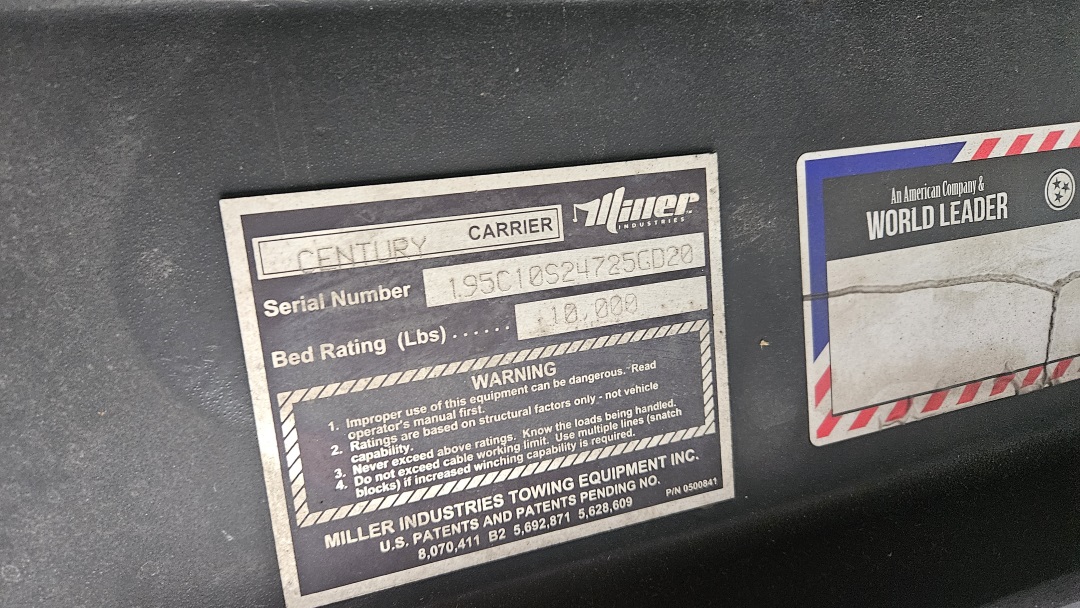 CENTURY CARRIER
Miller
INDUSTRIES
Serial Number 195C10S24725GD20
Bed Rating (Lbs) ...... 10,000
WARNING
1. Improper use of this equipment can be dangerous. Read
operator's manual first.
2. Ratings are based on structural factors only - not vehicle
capability.
3. Never exceed above ratings. Know the loads being handled.
4. Do not exceed cable working limit. Use multiple lines (snatch
blocks) if increased winching capability is required.
MILLER INDUSTRIES TOWING EQUIPMENT INC.
U.S. PATENTS AND PATENTS PENDING NO.
8,070,411 B2 5,692,871 5,628,609
P/N 0500841
An American Company &
WORLD LEADER